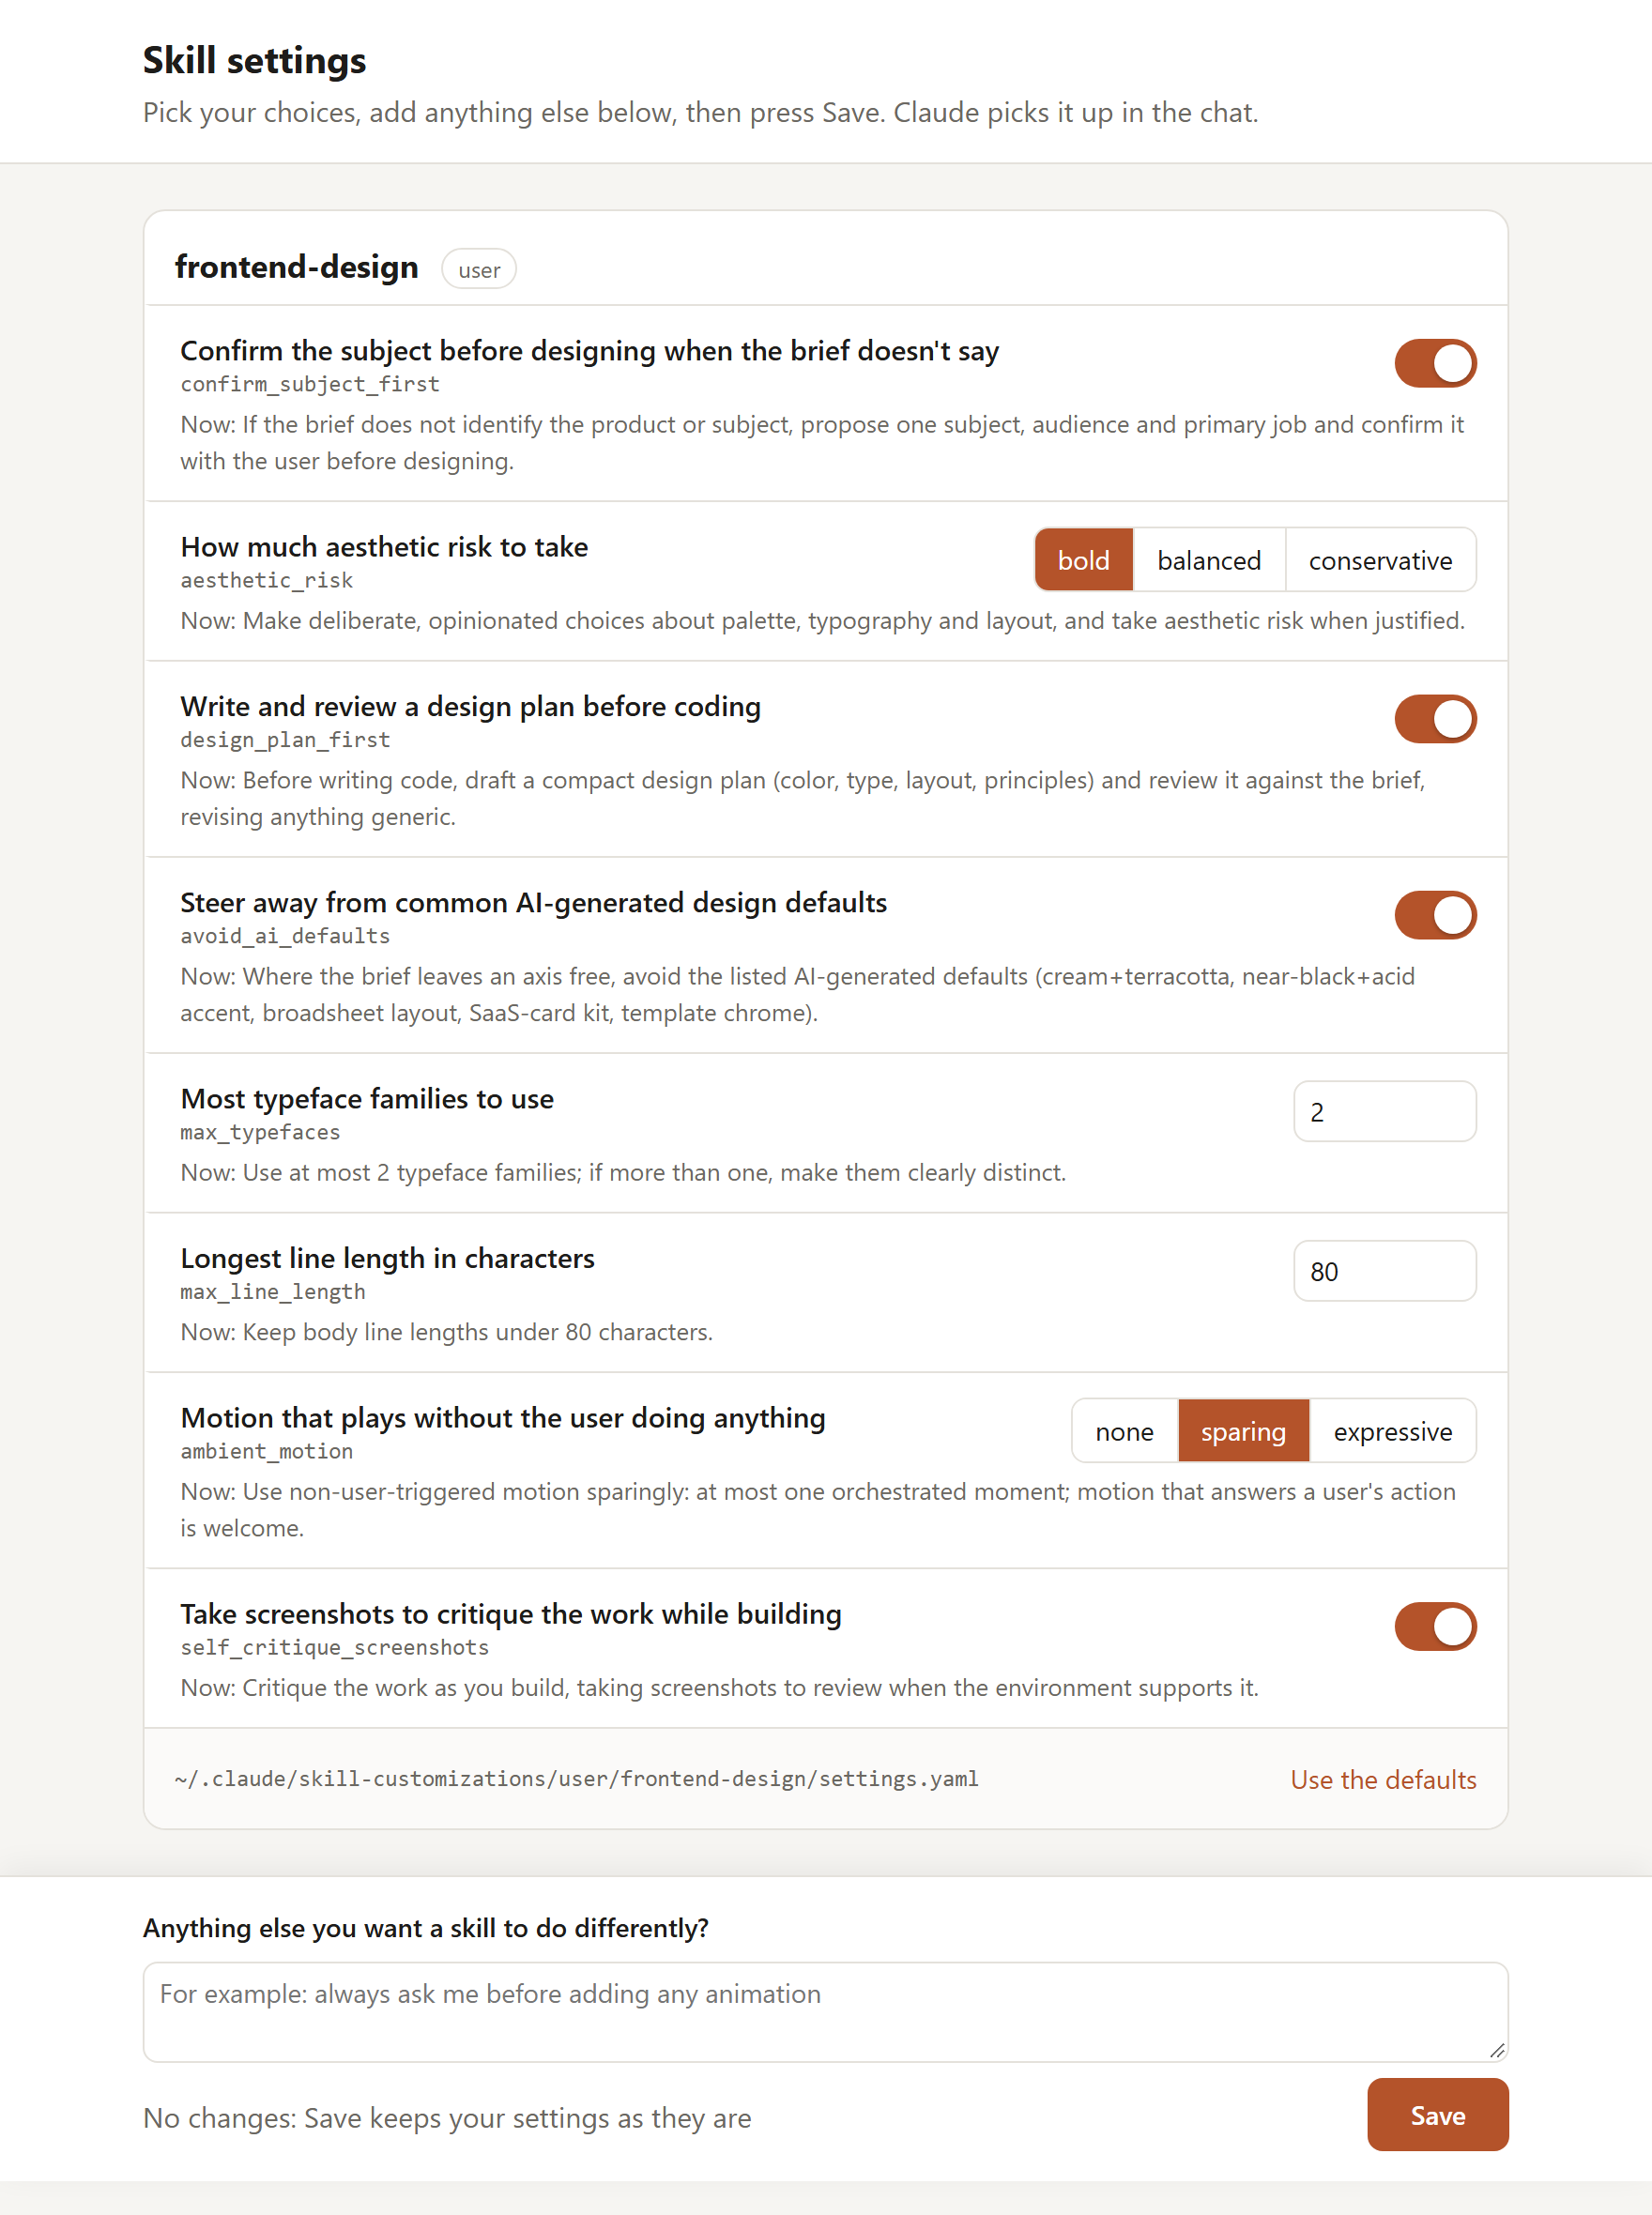 Skill settings
Pick your choices, add anything else below, then press Save. Claude picks it up in the chat.
frontend-design
user
Confirm the subject before designing when the brief doesn't say
confirm_subject_first
Now: If the brief does not identify the product or subject, propose one subject, audience and primary job and confirm it
with the user before designing.
How much aesthetic risk to take
bold
balanced
conservative
aesthetic_risk
Now: Make deliberate, opinionated choices about palette, typography and layout, and take aesthetic risk when justified.
Write and review a design plan before coding
design_plan_first
Now: Before writing code, draft a compact design plan (color, type, layout, principles) and review it against the brief,
revising anything generic.
Steer away from common AI-generated design defaults
avoid_ai_defaults
Now: Where the brief leaves an axis free, avoid the listed AI-generated defaults (cream+terracotta, near-black+acid
accent, broadsheet layout, SaaS-card kit, template chrome).
Most typeface families to use
2
max_typefaces
Now: Use at most 2 typeface families; if more than one, make them clearly distinct.
Longest line length in characters
80
max_line_length
Now: Keep body line lengths under 80 characters.
Motion that plays without the user doing anything
none
sparing
expressive
ambient_motion
Now: Use non-user-triggered motion sparingly: at most one orchestrated moment; motion that answers a user's action
is welcome.
Take screenshots to critique the work while building
self_critique_screenshots
Now: Critique the work as you build, taking screenshots to review when the environment supports it.
~/.claude/skill-customizations/user/frontend-design/settings.yaml
Use the defaults
Anything else you want a skill to do differently?
For example: always ask me before adding any animation
No changes: Save keeps your settings as they are
Save